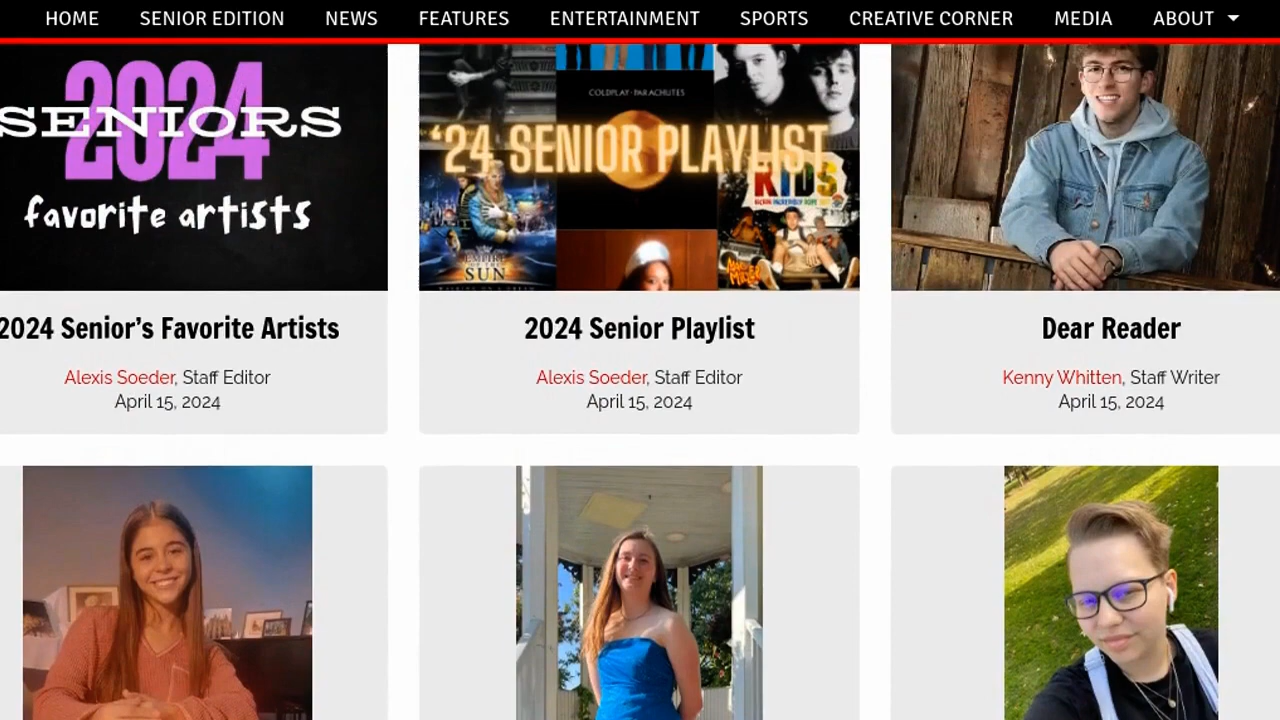 HOME SENIOR EDITION NEWS FEATURES ENTERTAINMENT SPORTS CREATIVE CORNER MEDIA ABOUT
2024
SENIORS
favorite artists
COLDPLAY · PARACHUTES
‘24 SENIOR PLAYLIST
KIDS
EMPIRE
OF THE
SUN
MAC
MILLER
2024 Senior’s Favorite Artists
Alexis Soeder, Staff Editor
April 15, 2024
2024 Senior Playlist
Alexis Soeder, Staff Editor
April 15, 2024
Dear Reader
Kenny Whitten, Staff Writer
April 15, 2024